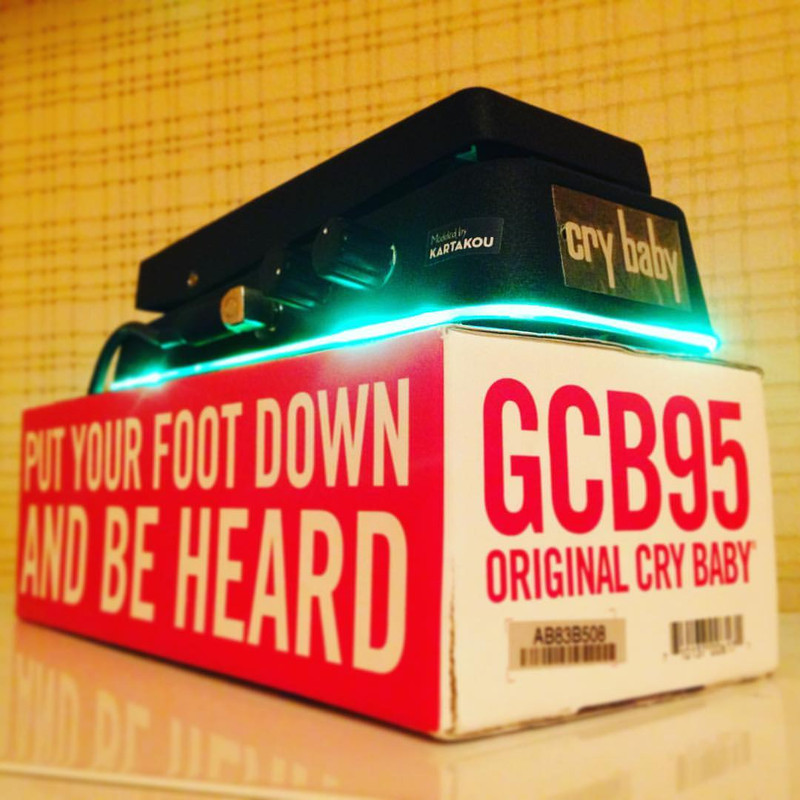 Modded by
KARTAKOU
cry baby
PUT YOUR FOOT DOWN
AND BE HEARD
GCB95
ORIGINAL CRY BABY
AB83B508